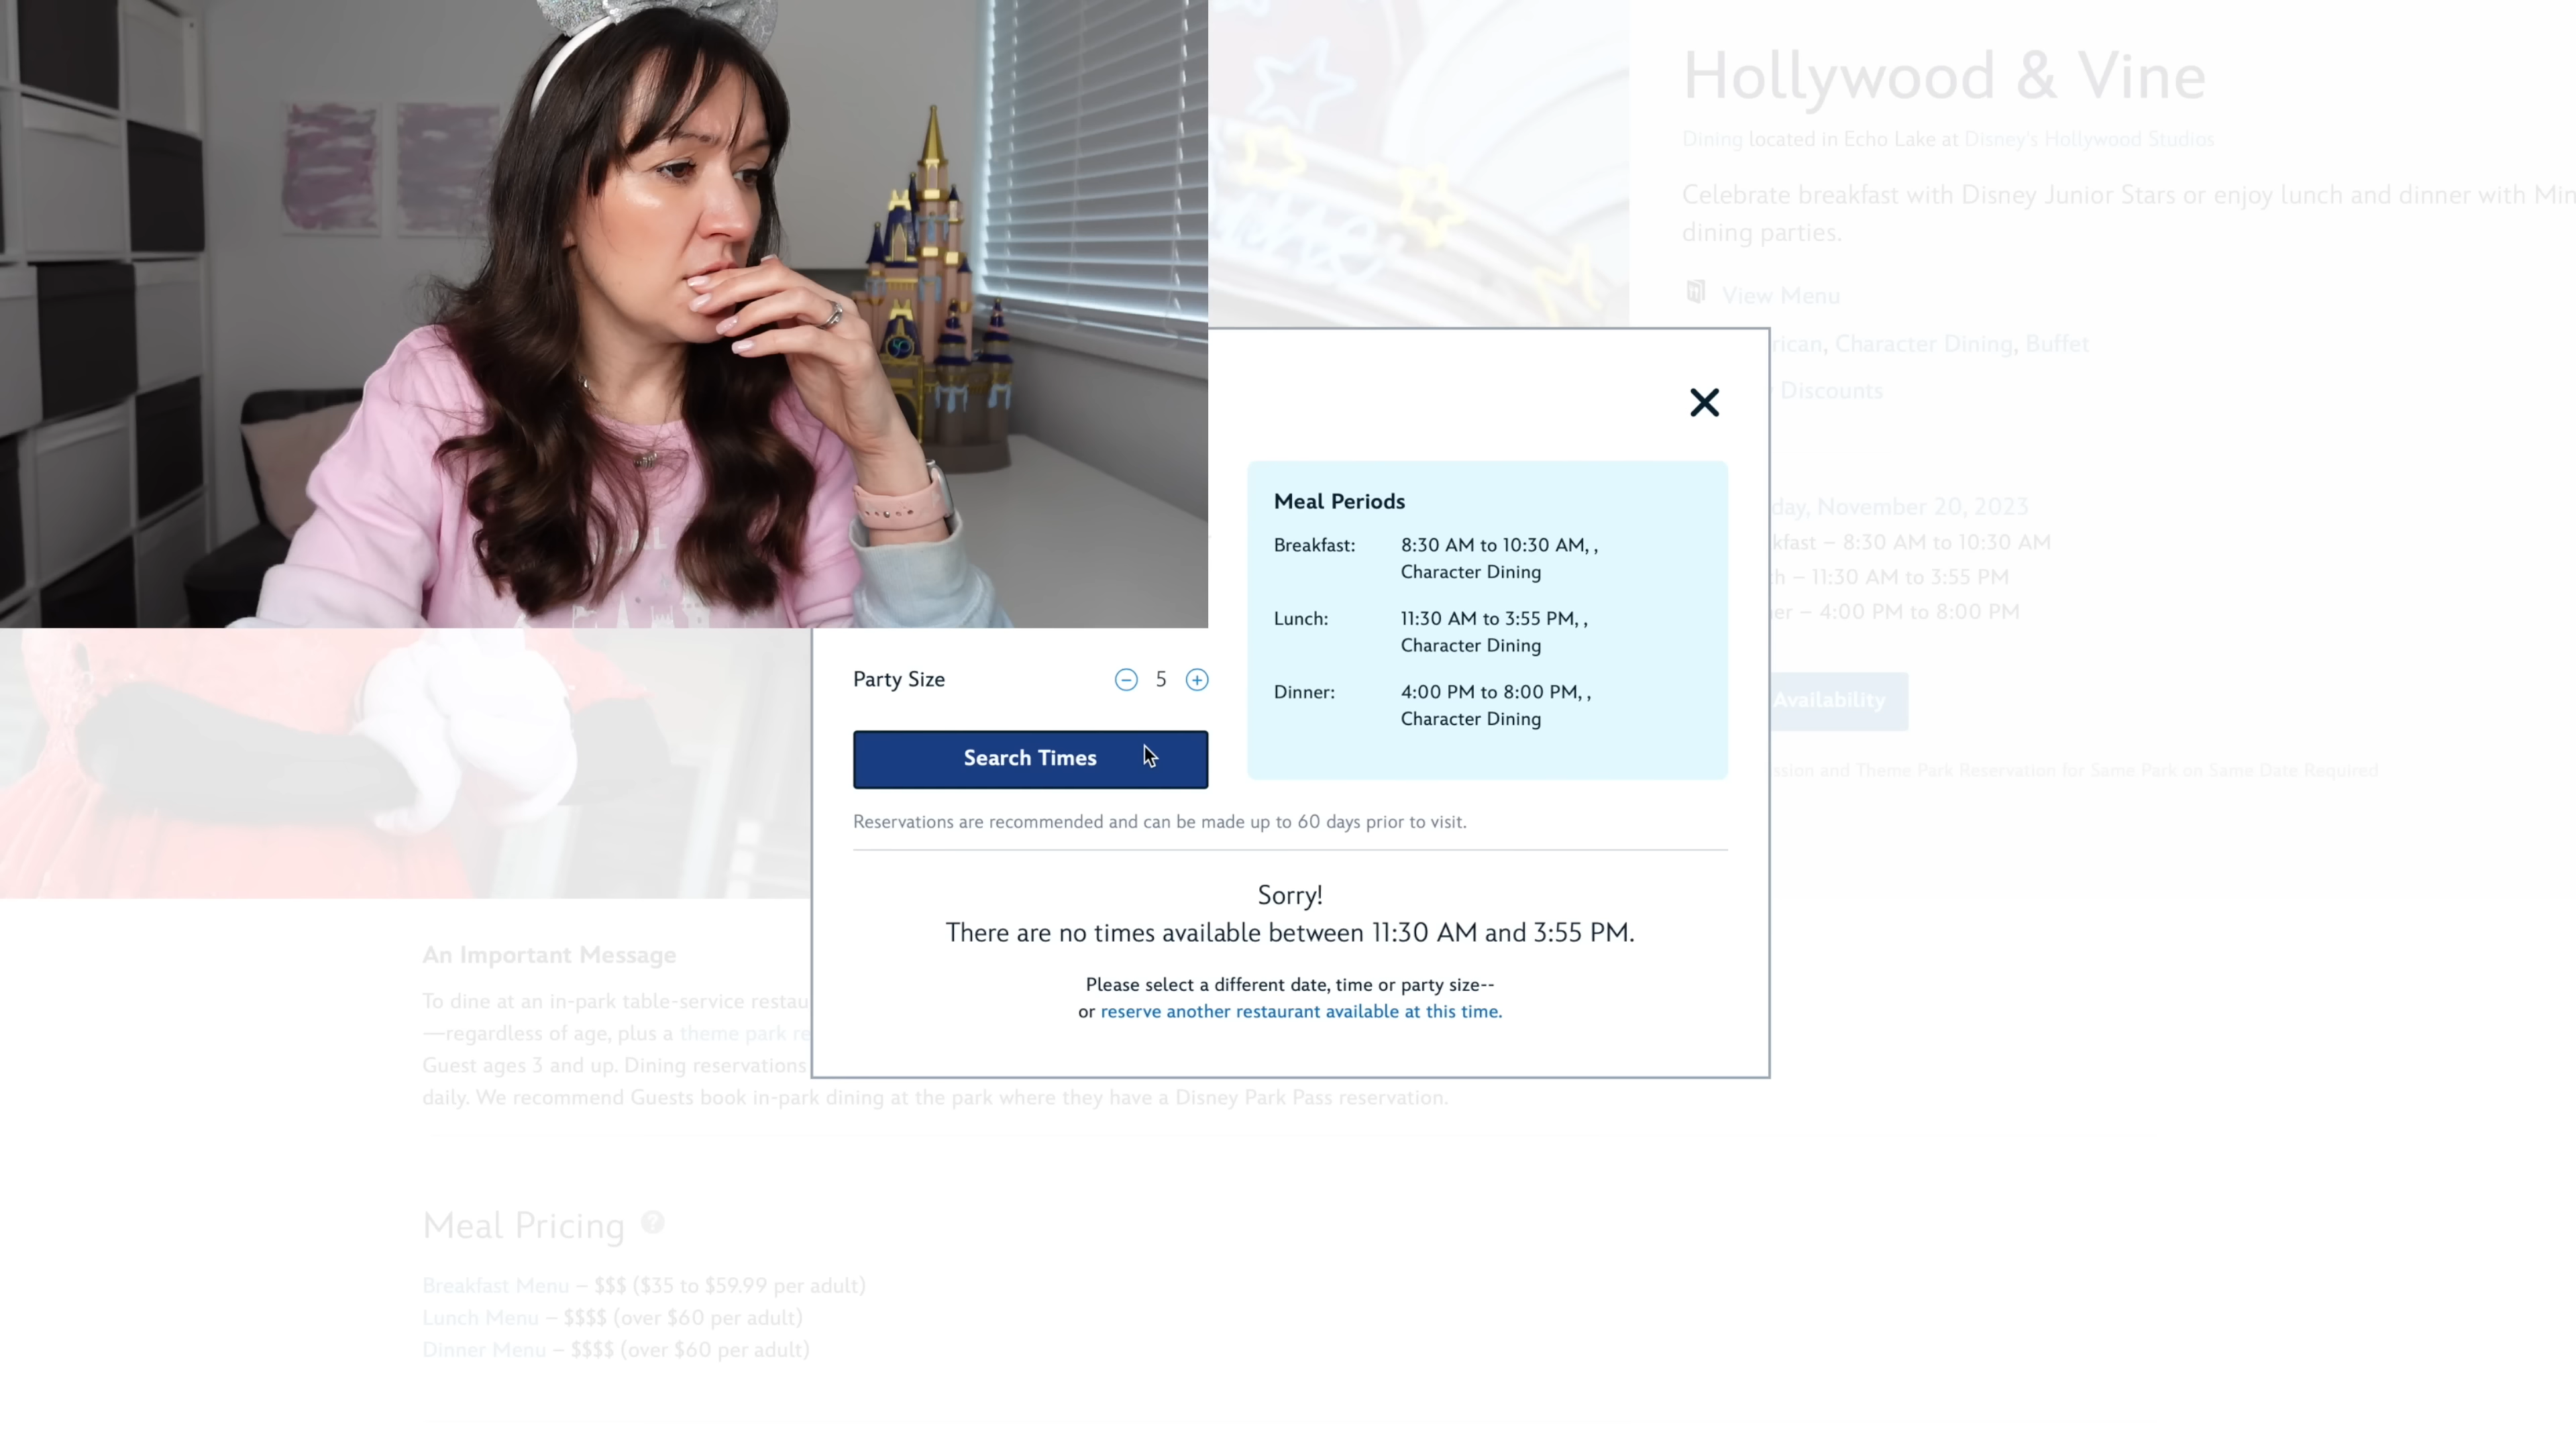 Hollywood & Vine
Dining located in Echo Lake at Disney's Hollywood Studios
Celebrate breakfast with Disney Junior Stars or enjoy lunch and dinner with
dining parties.
View Menu
Character Dining, Buffet
Discounts
November 20, 2023
– 8:30 AM to 10:30 AM
– 11:30 AM to 3:55 PM
– 4:00 PM to 8:00 PM
Availability
and Theme Park Reservation for Same Park on Same Date Required
Meal Periods
Breakfast: 8:30 AM to 10:30 AM, ,
Character Dining
Lunch: 11:30 AM to 3:55 PM, ,
Character Dining
Dinner: 4:00 PM to 8:00 PM, ,
Character Dining
Party Size 5
Search Times
Reservations are recommended and can be made up to 60 days prior to visit.
Sorry!
There are no times available between 11:30 AM and 3:55 PM.
Please select a different date, time or party size--
or reserve another restaurant available at this time.
An Important Message
To dine at an in-park table-service
—regardless of age, plus a theme park
Guest ages 3 and up. Dining reservations
daily. We recommend Guests book in-park dining at the park where they have a Disney Park Pass reservation.
Meal Pricing ?
Breakfast Menu – $$$ ($35 to $59.99 per adult)
Lunch Menu – $$$$ (over $60 per adult)
Dinner Menu – $$$$ (over $60 per adult)